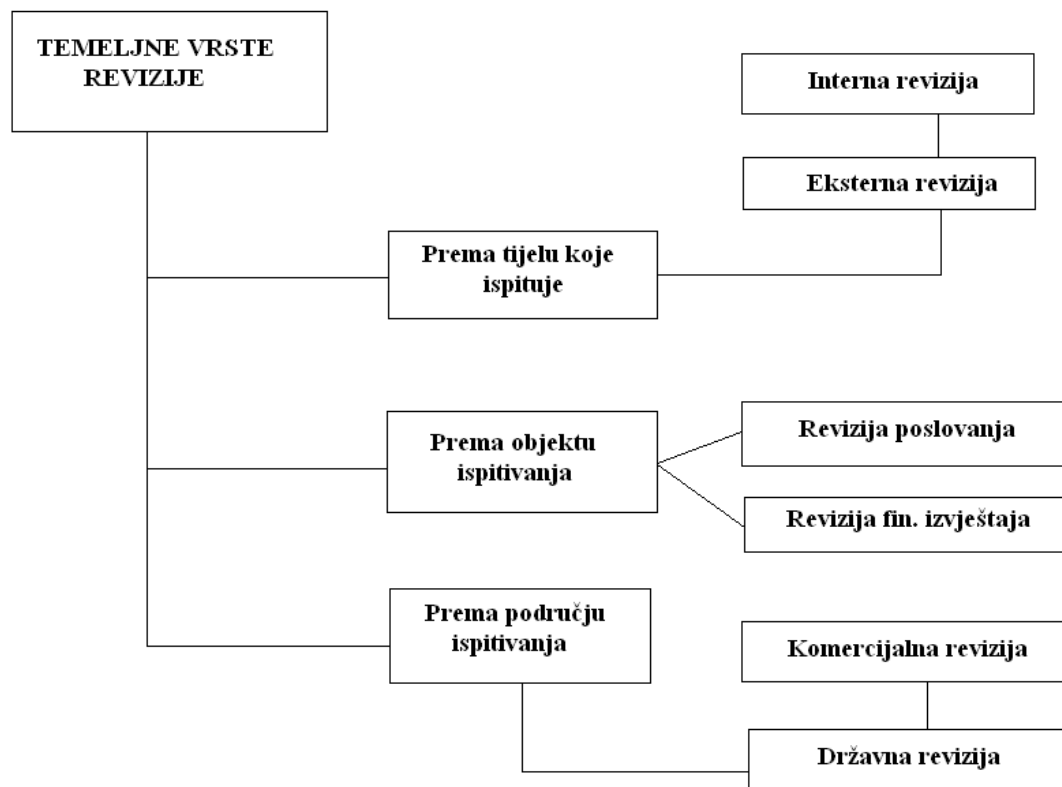 TEMELJNE VRSTE
REVIZIJE
Interna revizija
Eksterna revizija
Prema tijelu koje
ispituje
Prema objektu
ispitivanja
Revizija poslovanja
Revizija fin. izvještaja
Prema području
ispitivanja
Komercijalna revizija
Državna revizija